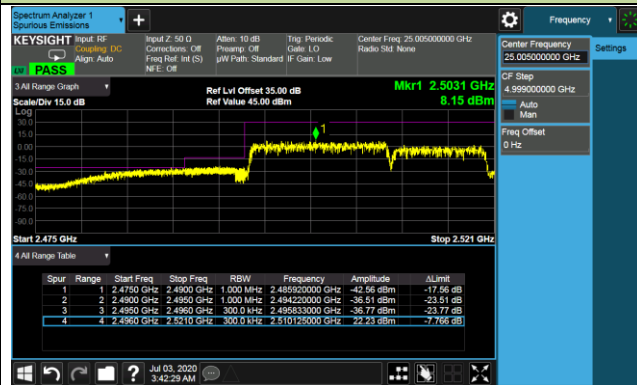 Spectrum Analyzer 1
Spurious Emissions
+
Frequency
KEYSIGHT Input: RF Input Z: 50 Ω Atten: 10 dB Trig: Periodic Center Freq: 25.005000000 GHz
Coupling: DC Corrections: Off Preamp: Off Gate: LO Radio Std: None
Align: Auto Freq Ref: Int (S) µW Path: Standard IF Gain: Low
NFE: Off
LW PASS
Center Frequency
25.005000000 GHz
Settings
CF Step
4.999000000 GHz
Auto
Man
Freq Offset
0 Hz
3 All Range Graph
Ref Lvl Offset 35.00 dB
Mkr1 2.5031 GHz
Scale/Div 15.0 dB Ref Value 45.00 dBm 8.15 dBm
Log
30.0
15.0
0.00
-15.0
-30.0
-45.0
-60.0
-75.0
-90.0
1
Start 2.475 GHz Stop 2.521 GHz
4 All Range Table
Spur Range Start Freq Stop Freq RBW Frequency Amplitude ΔLimit
1 1 2.4750 GHz 2.4900 GHz 1.000 MHz 2.485920000 GHz -42.56 dBm -17.56 dB
2 2 2.4900 GHz 2.4950 GHz 1.000 MHz 2.494220000 GHz -36.51 dBm -23.51 dB
3 3 2.4950 GHz 2.4960 GHz 300.0 kHz 2.495833000 GHz -36.77 dBm -23.77 dB
4 4 2.4960 GHz 2.5210 GHz 300.0 kHz 2.510125000 GHz 22.23 dBm -7.766 dB
?
Jul 03, 2020
3:42:29 AM